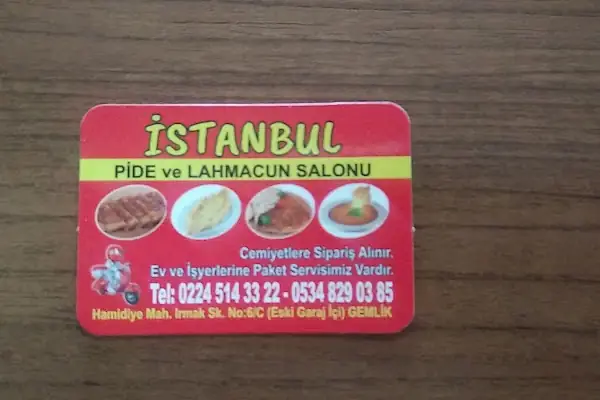 İSTANBUL
PİDE ve LAHMACUN SALONU
Cemiyetlere Sipariş Alınır.
Ev ve İşyerlerine Paket Servisimiz Vardır.
Tel: 0224 514 33 22 - 0534 829 03 85
Hamidiye Mah. Irmak Sk. No:6/C (Eski Garaj İçi) GEMLİK